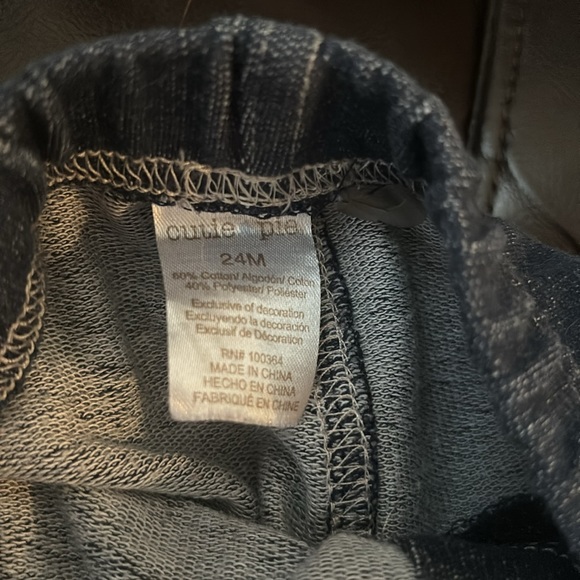 cutie pie
24M
60% Cotton/ Algodón/ Coton
40% Polyester/ Poliéster
Exclusive of decoration
Excluyendo la decoración
Exclusif de Décoration
RN# 100364
MADE IN CHINA
HECHO EN CHINA
FABRIQUÉ EN CHINE